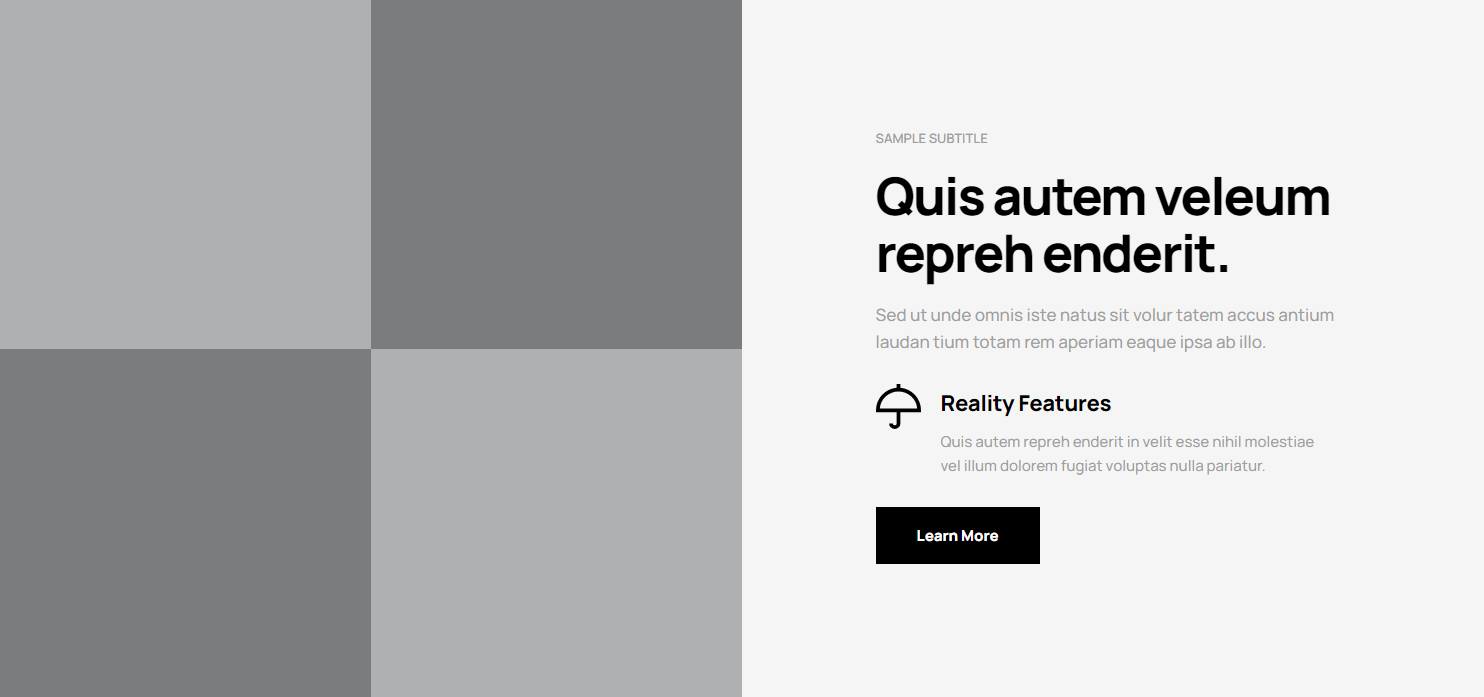 SAMPLE SUBTITLE
Quis autem veleum
repreh enderit.
Sed ut unde omnis iste natus sit volur tatem accus antium
laudan tium totam rem aperiam eaque ipsa ab illo.
Reality Features
Quis autem repreh enderit in velit esse nihil molestiae
vel illum dolorem fugiat voluptas nulla pariatur.
Learn More